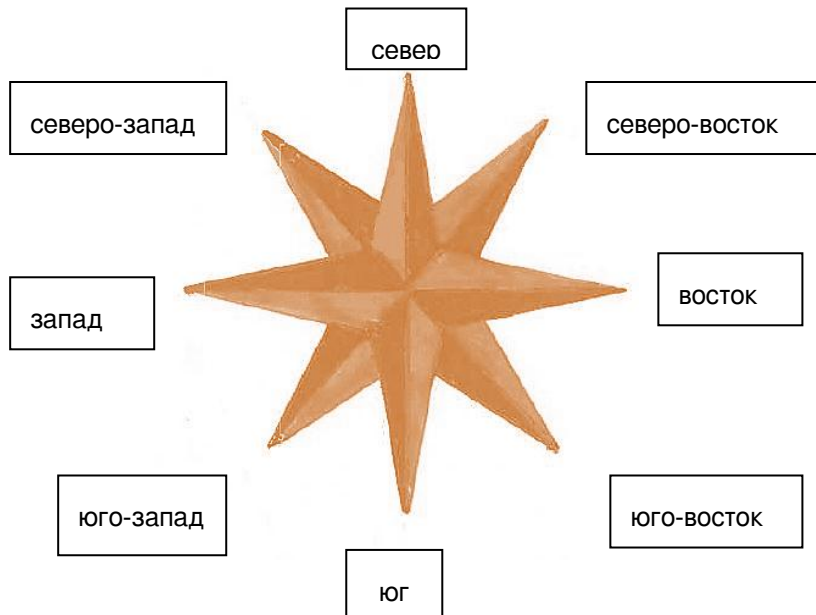 север
северо-запад
северо-восток
запад
восток
юго-запад
юго-восток
юг